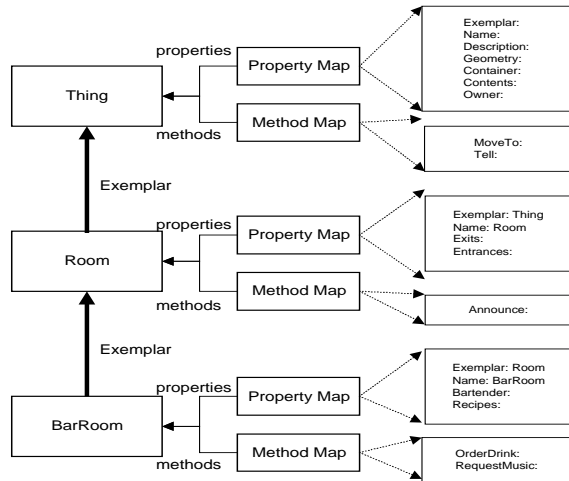 properties
Property Map
Exemplar:
Name:
Description:
Geometry:
Container:
Contents:
Owner:
Thing
methods
Method Map
MoveTo:
Tell:
Exemplar
properties
Property Map
Exemplar: Thing
Name: Room
Exits:
Entrances:
Room
methods
Method Map
Announce:
Exemplar
properties
Property Map
Exemplar: Room
Name: BarRoom
Bartender:
Recipes:
BarRoom
methods
Method Map
OrderDrink:
RequestMusic: